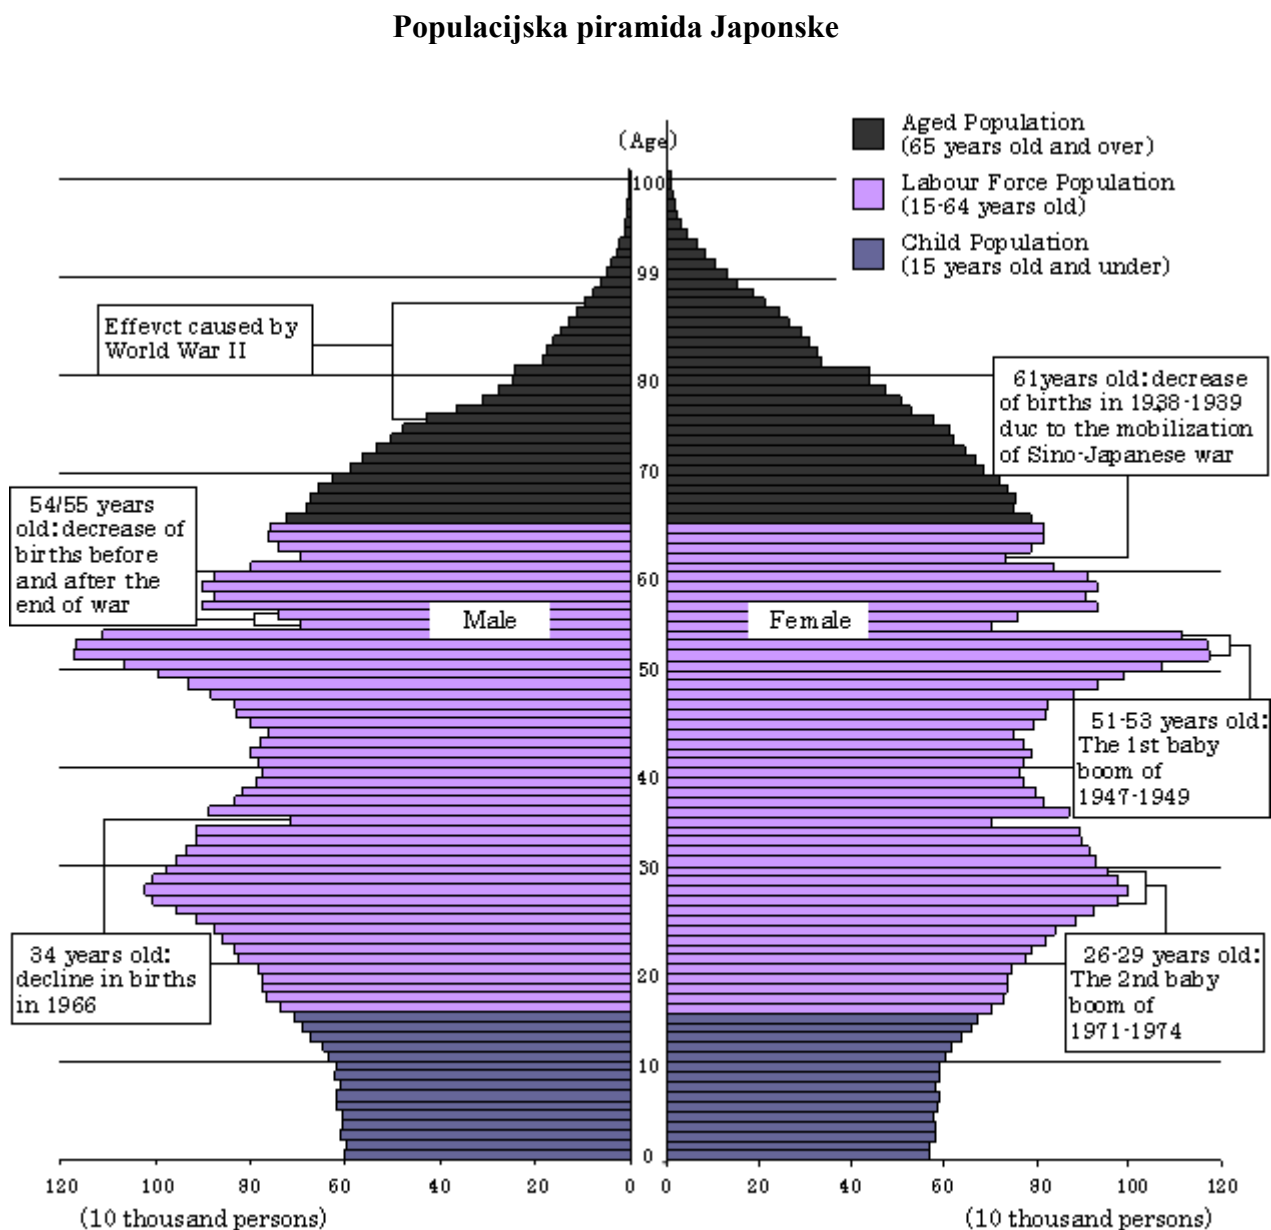 Populacijska piramida Japonske
(Age)
Aged Population
(65 years old and over)
Labour Force Population
(15-64 years old)
Child Population
(15 years old and under)
100
99
80
70
60
50
40
30
20
10
0
Effevct caused by
World War II
61years old:decrease
of births in 1938-1939
duc to the mobilization
of Sino-Japanese war
54/55 years
old:decrease of
births before
and after the
end of war
Male
Female
51-53 years old:
The 1st baby
boom of
1947-1949
34 years old:
decline in births
in 1966
26-29 years old:
The 2nd baby
boom of
1971-1974
120 100 80 60 40 20 0 0 20 40 60 80 100 120
(10 thousand persons) (10 thousand persons)